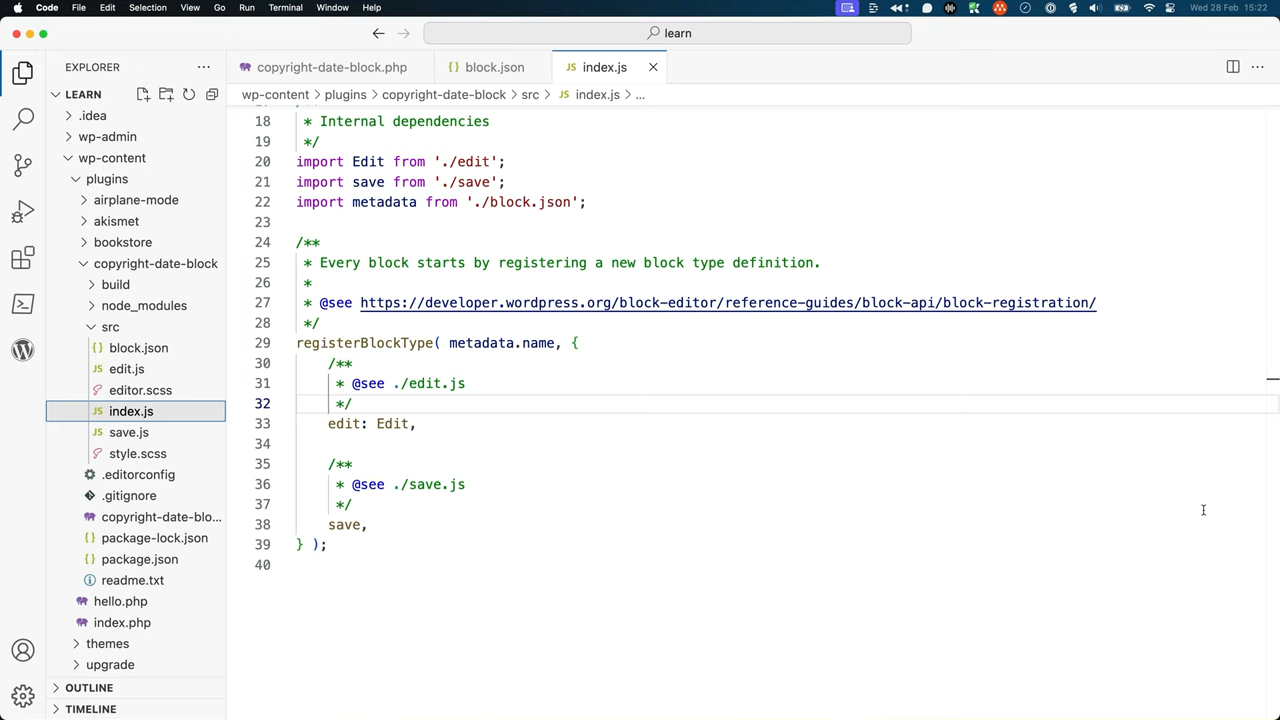 Code File Edit Selection View Go Run Terminal Window Help Wed 28 Feb 15:22
learn
EXPLORER
copyright-date-block.php
block.json
index.js
LEARN
wp-content > plugins > copyright-date-block > src > JS index.js > ...
.idea
wp-admin
wp-content
plugins
airplane-mode
akismet
bookstore
copyright-date-block
build
node_modules
src
block.json
JS edit.js
editor.scss
JS index.js
JS save.js
style.scss
.editorconfig
.gitignore
copyright-date-blo...
package-lock.json
package.json
readme.txt
hello.php
index.php
themes
upgrade
OUTLINE
TIMELINE
18 * Internal dependencies
19 */
20 import Edit from './edit';
21 import save from './save';
22 import metadata from './block.json';
23
24 /**
25 * Every block starts by registering a new block type definition.
26 *
27 * @see https://developer.wordpress.org/block-editor/reference-guides/block-api/block-registration/
28 */
29 registerBlockType( metadata.name, {
30 /**
31 * @see ./edit.js
32 */
33 edit: Edit,
34
35 /**
36 * @see ./save.js
37 */
38 save,
39 } );
40